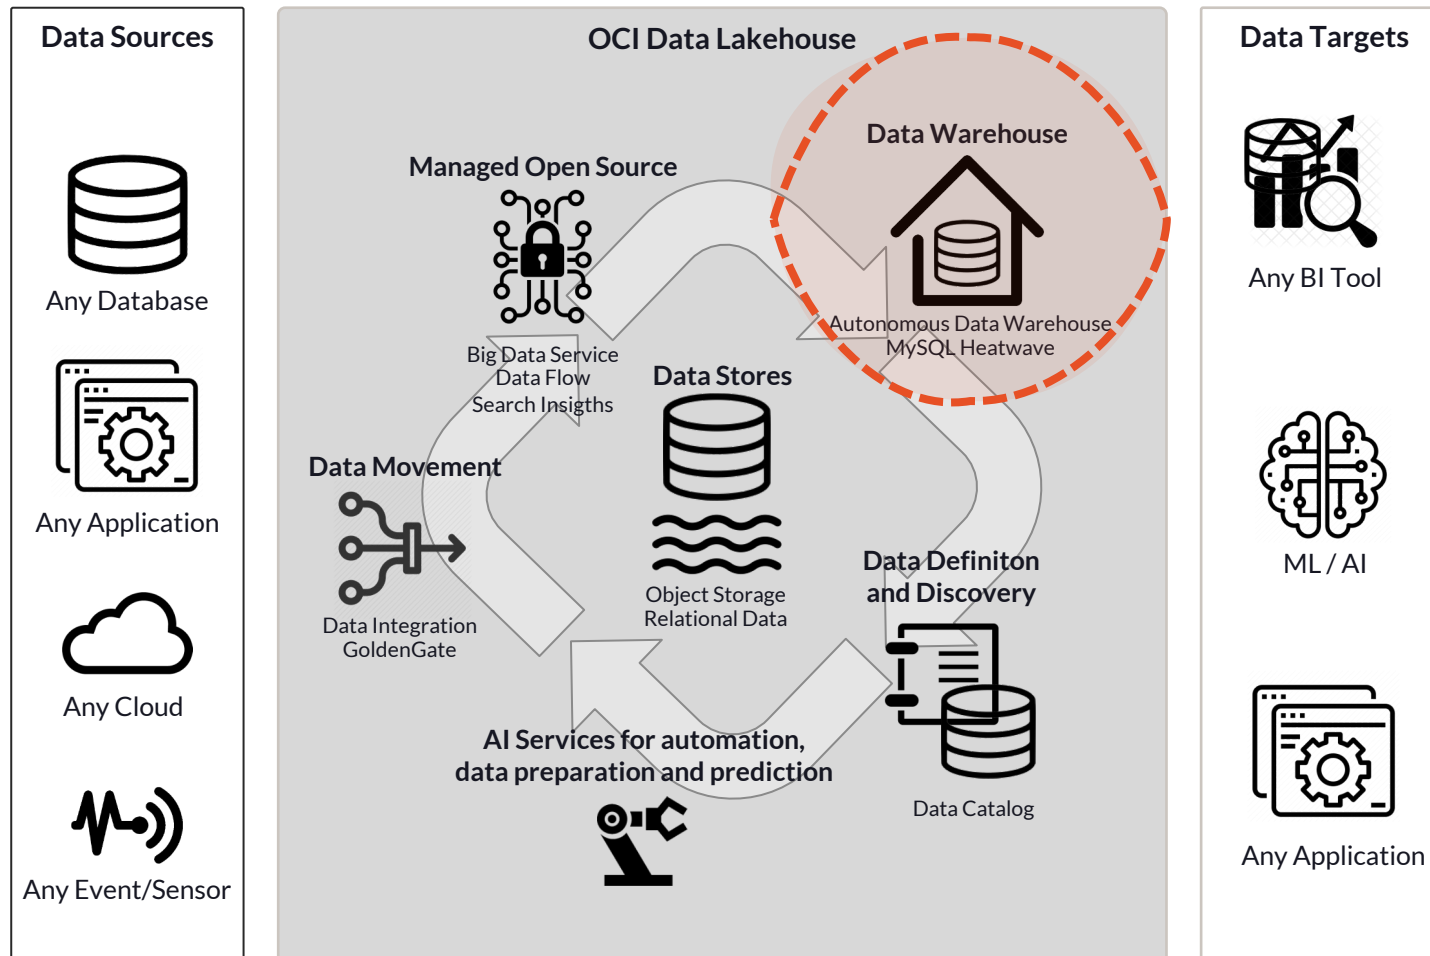 Data Sources
Any Database
Any Application
Any Cloud
Any Event/Sensor
OCI Data Lakehouse
Managed Open Source
Big Data Service
Data Flow
Search Insigths
Data Warehouse
Autonomous Data Warehouse
MySQL Heatwave
Data Stores
Object Storage
Relational Data
Data Movement
Data Integration
GoldenGate
Data Definiton
and Discovery
Data Catalog
AI Services for automation,
data preparation and prediction
Data Targets
Any BI Tool
ML / AI
Any Application